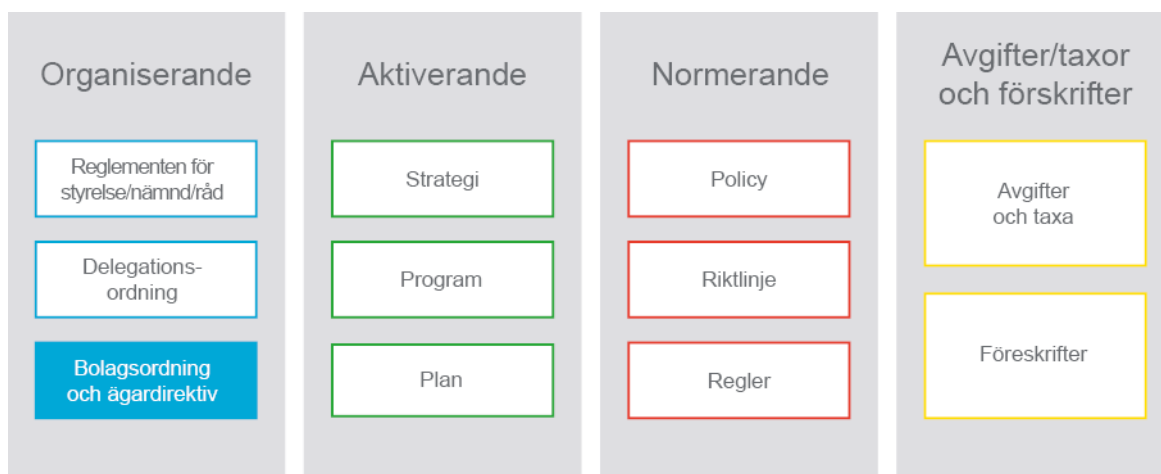 Organiserande
Reglementen för
styrelse/nämnd/råd
Delegations-
ordning
Bolagsordning
och ägardirektiv
Aktiverande
Strategi
Program
Plan
Normerande
Policy
Riktlinje
Regler
Avgifter/taxor
och förskrifter
Avgifter
och taxa
Föreskrifter